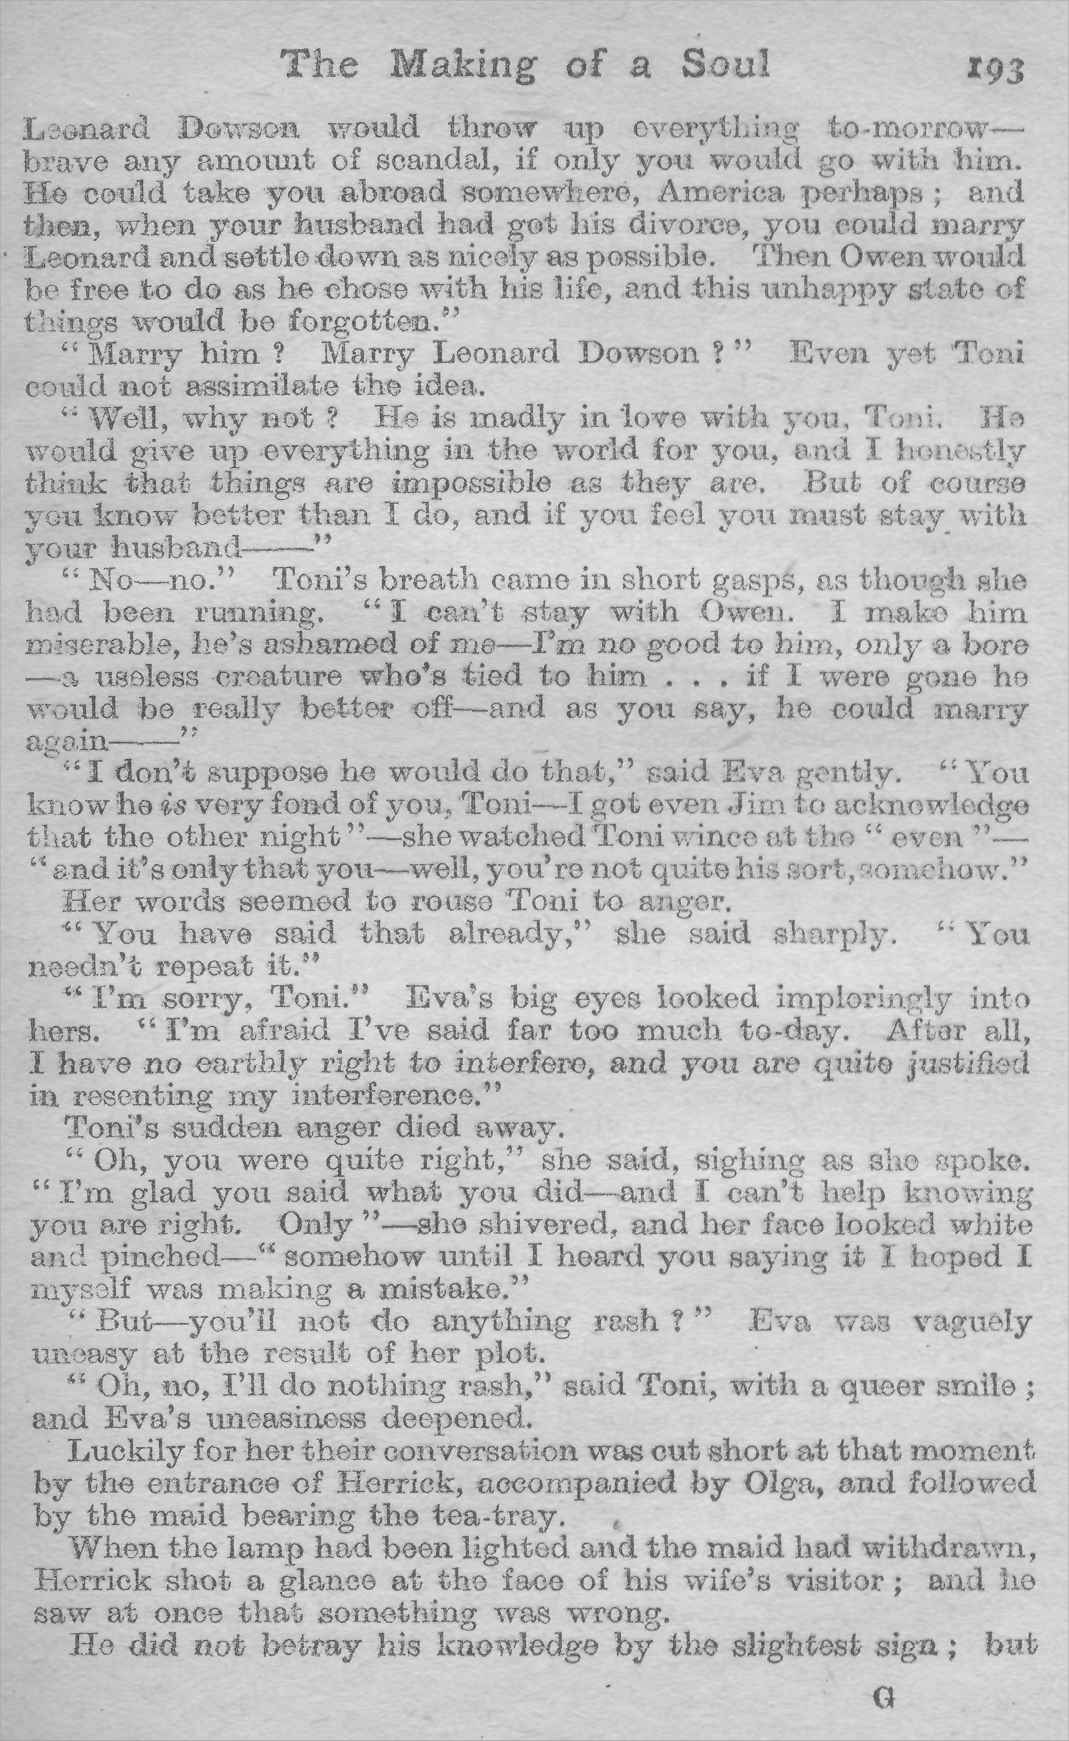 The Making of a Soul 193
Leonard Dowson would throw up everything to-morrow—
brave any amount of scandal, if only you would go with him.
He could take you abroad somewhere, America perhaps ; and
then, when your husband had got his divorce, you could marry
Leonard and settle down as nicely as possible. Then Owen would
be free to do as he chose with his life, and this unhappy state of
things would be forgotten.”
“ Marry him ? Marry Leonard Dowson ? ” Even yet Toni
could not assimilate the idea.
“ Well, why not ? He is madly in love with you, Toni. He
would give up everything in the world for you, and I honestly
think that things are impossible as they are. But of course
you know better than I do, and if you feel you must stay with
your husband——”
“ No—no.” Toni’s breath came in short gasps, as though she
had been running. “ I can’t stay with Owen. I make him
miserable, he’s ashamed of me—I’m no good to him, only a bore
—a useless creature who’s tied to him . . . if I were gone he
would be really better off—and as you say, he could marry
again——”
“ I don’t suppose he would do that,” said Eva gently. “ You
know he is very fond of you, Toni—I got even Jim to acknowledge
that the other night ”—she watched Toni wince at the “ even ”—
“ and it’s only that you—well, you’re not quite his sort, somehow.”
Her words seemed to rouse Toni to anger.
“ You have said that already,” she said sharply. “ You
needn’t repeat it.”
“ I’m sorry, Toni.” Eva’s big eyes looked imploringly into
hers. “ I’m afraid I’ve said far too much to-day. After all,
I have no earthly right to interfere, and you are quite justified
in resenting my interference.”
Toni’s sudden anger died away.
“ Oh, you were quite right,” she said, sighing as she spoke.
“ I’m glad you said what you did—and I can’t help knowing
you are right. Only ”—she shivered, and her face looked white
and pinched—“ somehow until I heard you saying it I hoped I
myself was making a mistake.”
“ But—you’ll not do anything rash ? ” Eva was vaguely
uneasy at the result of her plot.
“ Oh, no, I’ll do nothing rash,” said Toni, with a queer smile ;
and Eva’s uneasiness deepened.
Luckily for her their conversation was cut short at that moment
by the entrance of Herrick, accompanied by Olga, and followed
by the maid bearing the tea-tray.
When the lamp had been lighted and the maid had withdrawn,
Herrick shot a glance at the face of his wife’s visitor ; and he
saw at once that something was wrong.
He did not betray his knowledge by the slightest sign ; but
G